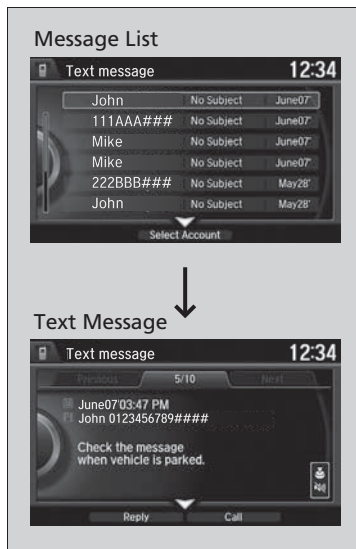 Message List
Text message 12:34
John No Subject June07'
111AAA### No Subject June07'
Mike No Subject June07'
Mike No Subject June07'
222BBB### No Subject May28'
John No Subject May28'
Select Account
Text Message
Text message 12:34
Previous 5/10 Next
June07'03:47 PM
John 0123456789####
Check the message
when vehicle is parked.
Reply Call